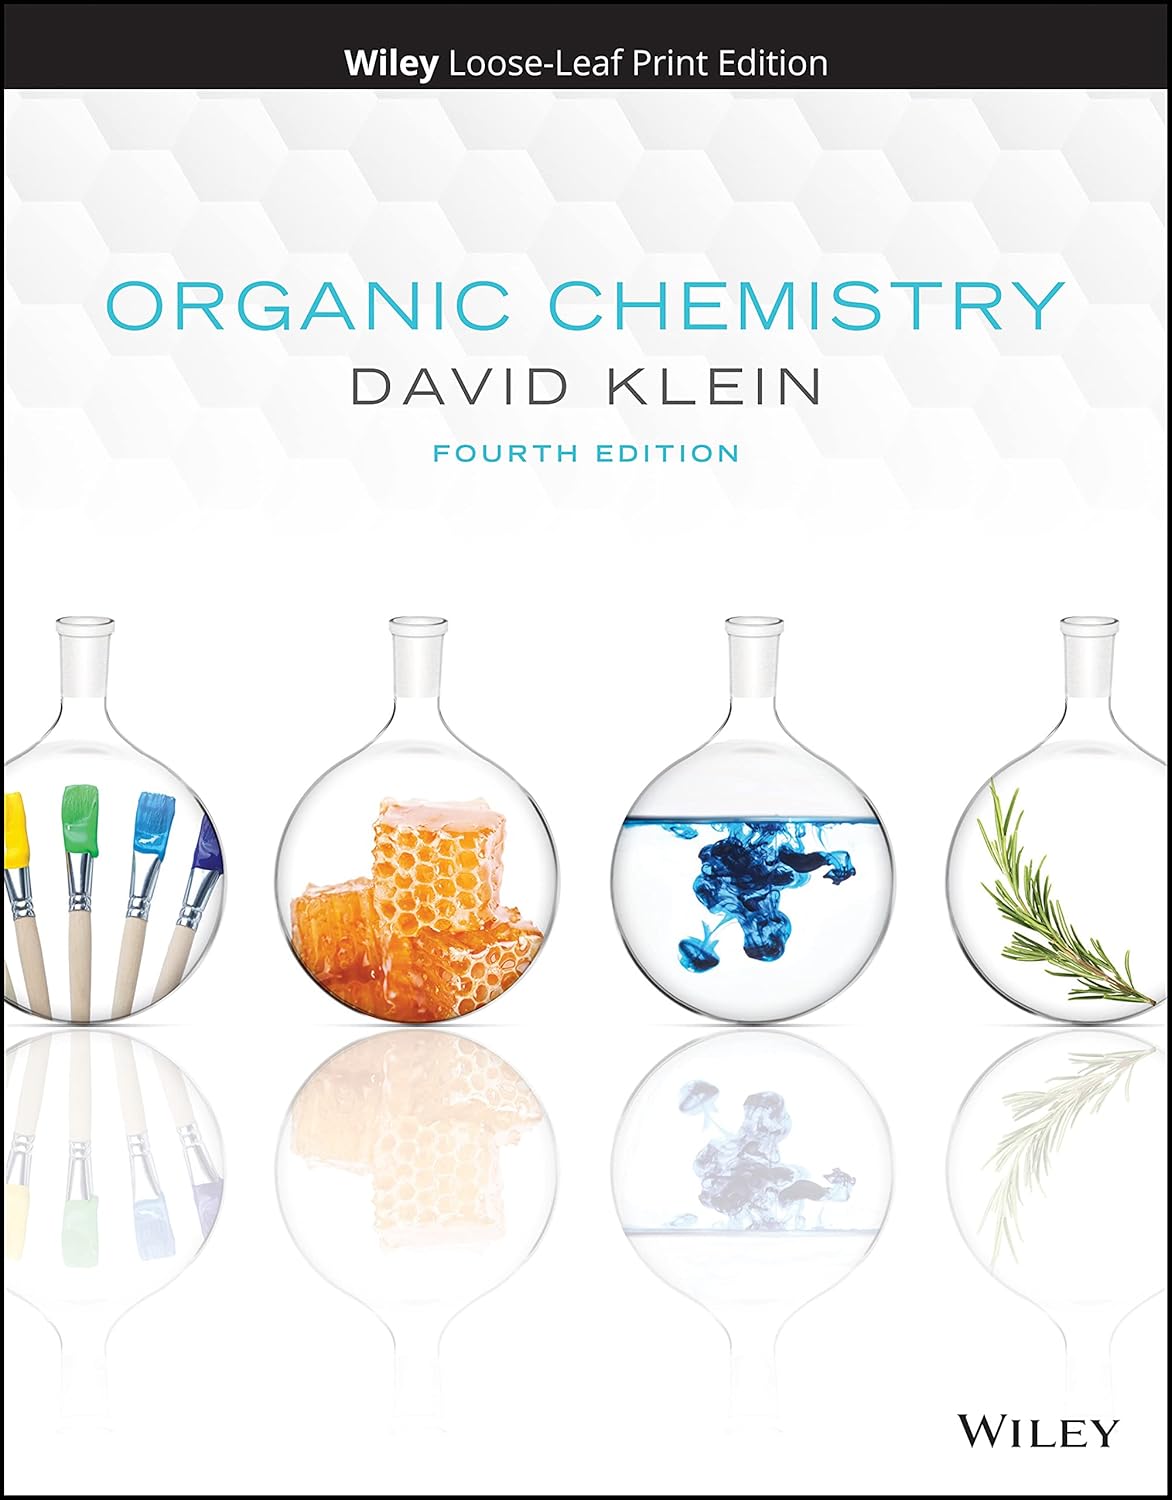 Wiley Loose-Leaf Print Edition
ORGANIC CHEMISTRY
DAVID KLEIN
FOURTH EDITION
WILEY